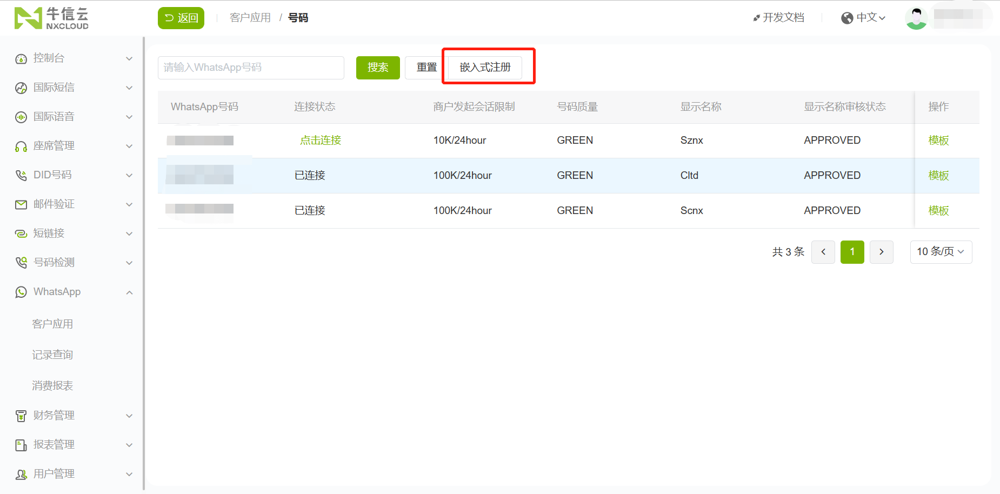 牛信云
NXCLOUD
返回
客户应用 / 号码
开发文档
中文
控制台
国际短信
国际语音
座席管理
DID号码
邮件验证
短链接
号码检测
WhatsApp
客户应用
记录查询
消费报表
财务管理
报表管理
用户管理
请输入WhatsApp号码
搜索
重置
嵌入式注册
WhatsApp号码 连接状态 商户发起会话限制 号码质量 显示名称 显示名称审核状态 操作
点击连接 10K/24hour GREEN Sznx APPROVED 模板
已连接 100K/24hour GREEN Cltd APPROVED 模板
已连接 100K/24hour GREEN Scnx APPROVED 模板
共 3 条 1 10 条/页